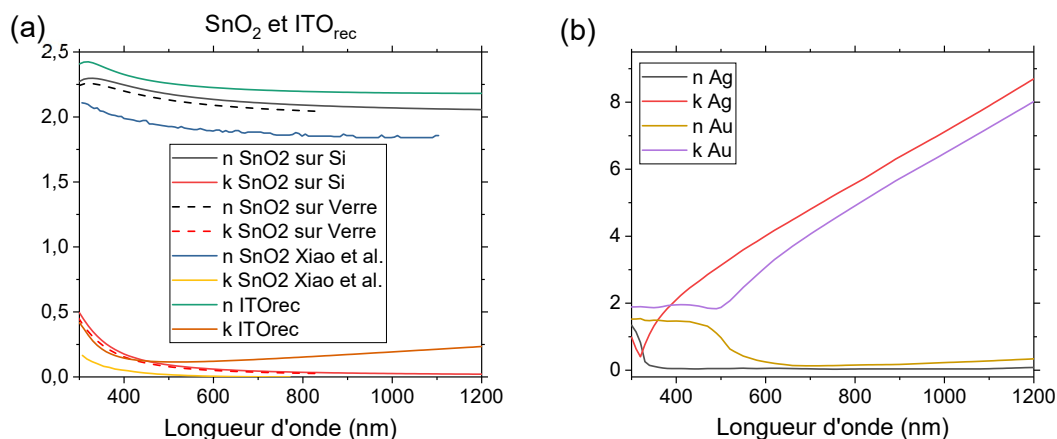 (a)
SnO2 et ITOrec
2,5
2,0
1,5
1,0
0,5
0,0
400 600 800 1000 1200
Longueur d'onde (nm)
n SnO2 sur Si
k SnO2 sur Si
n SnO2 sur Verre
k SnO2 sur Verre
n SnO2 Xiao et al.
k SnO2 Xiao et al.
n ITOrec
k ITOrec
(b)
8
6
4
2
0
400 600 800 1000 1200
Longueur d'onde (nm)
n Ag
k Ag
n Au
k Au